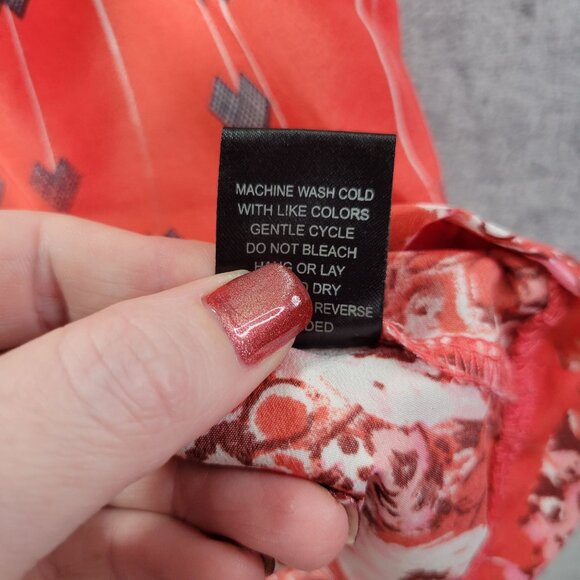 MACHINE WASH COLD
WITH LIKE COLORS
GENTLE CYCLE
DO NOT BLEACH
OR LAY
DRY
REVERSE